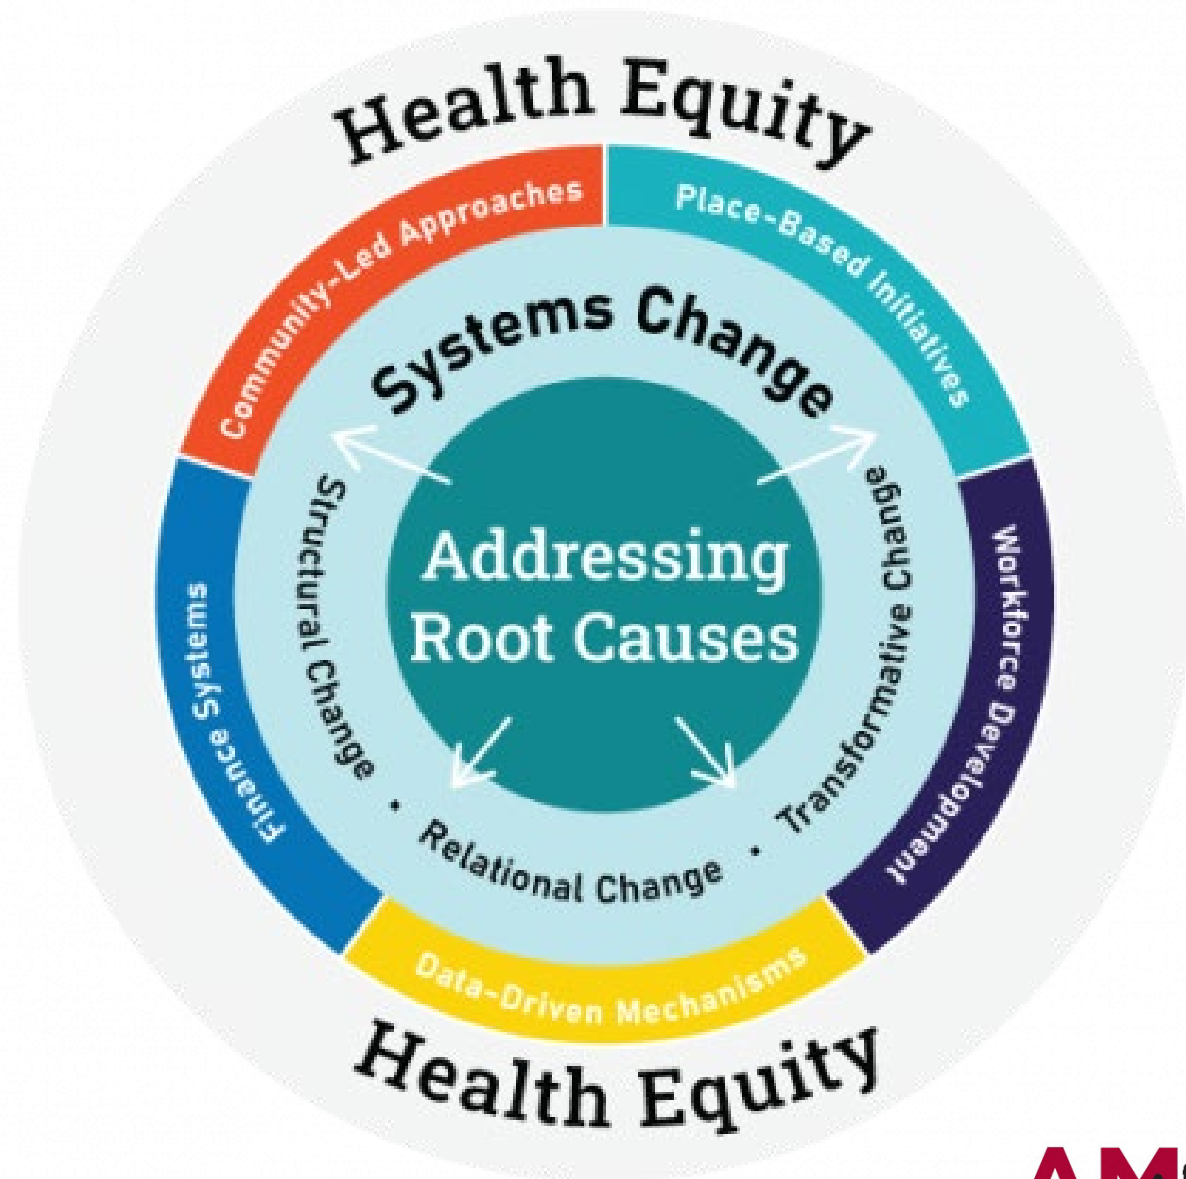 Health Equity
Community-Led Approaches
Place-Based Initiatives
Systems Change
Addressing
Root Causes
Structural Change • Relational Change • Transformative Change
Finance Systems
Workforce Development
Data-Driven Mechanisms
Health Equity